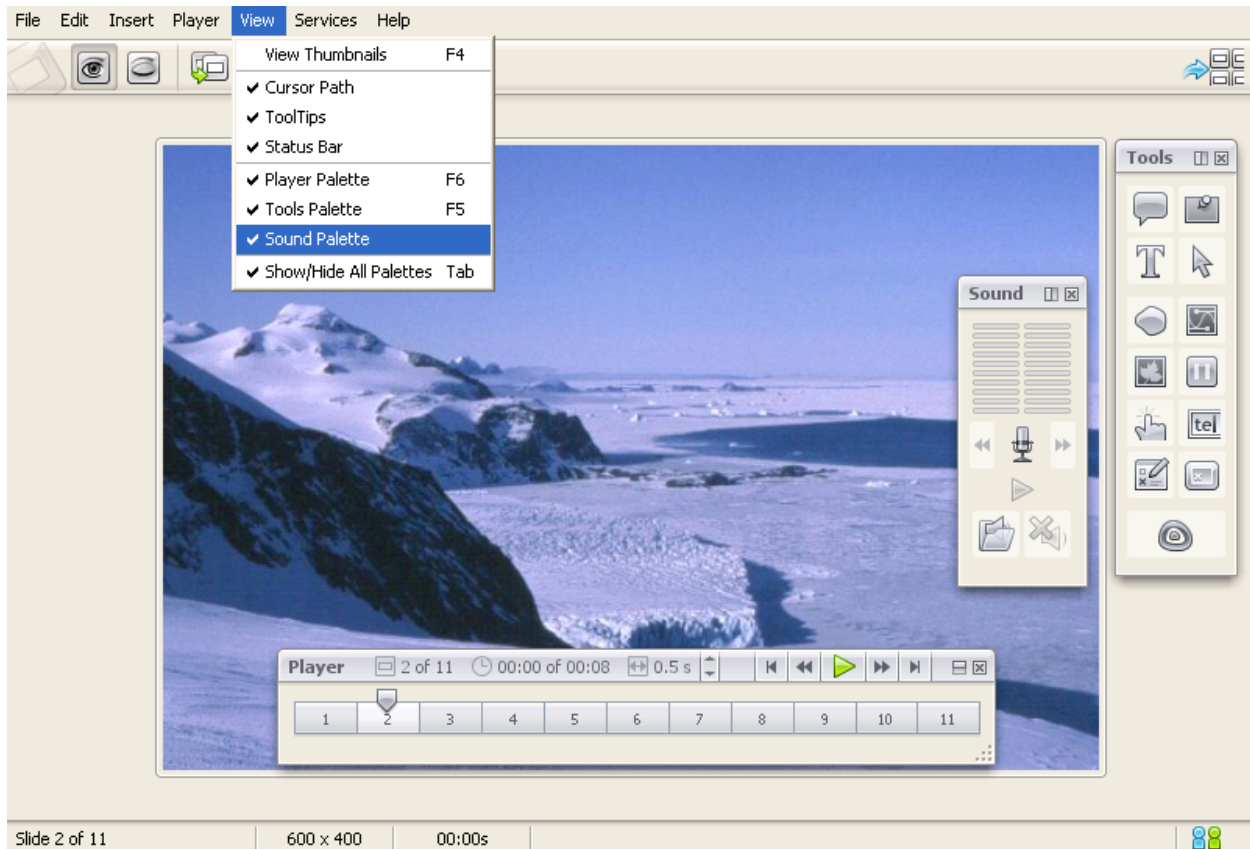 File Edit Insert Player View Services Help
View Thumbnails F4
Cursor Path
ToolTips
Status Bar
Player Palette F6
Tools Palette F5
Sound Palette
Show/Hide All Palettes Tab
Tools
T
tel
Sound
Player 2 of 11 00:00 of 00:08 0.5 s
1 2 3 4 5 6 7 8 9 10 11
Slide 2 of 11 600 x 400 00:00s